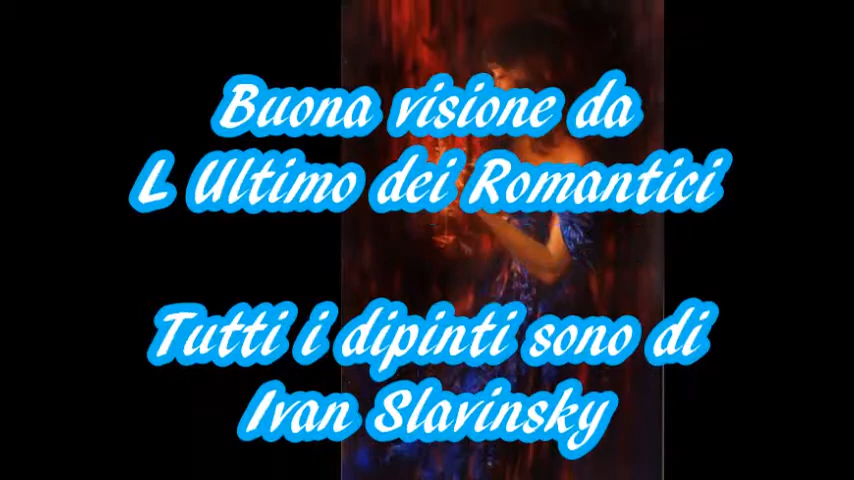 Buona visione da
L Ultimo dei Romantici
Tutti i dipinti sono di
Ivan Slavinsky